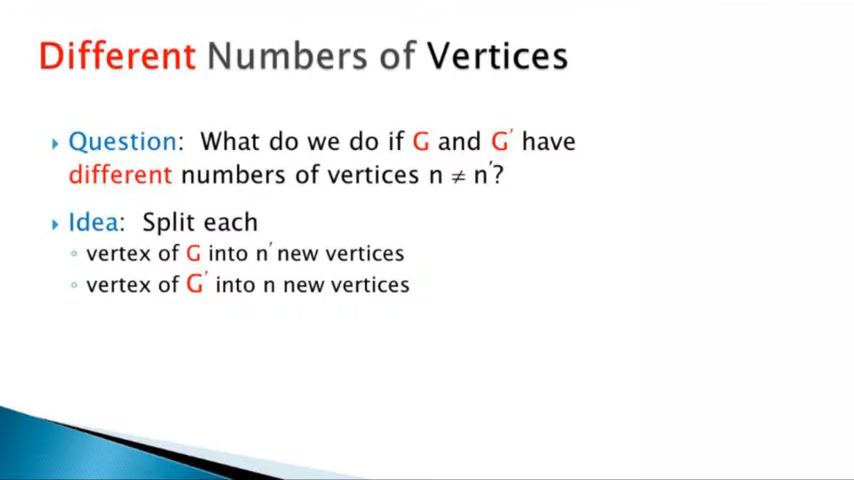 Different Numbers of Vertices
Question: What do we do if G and G′ have
different numbers of vertices n ≠ n′?
Idea: Split each
vertex of G into n′ new vertices
vertex of G′ into n new vertices